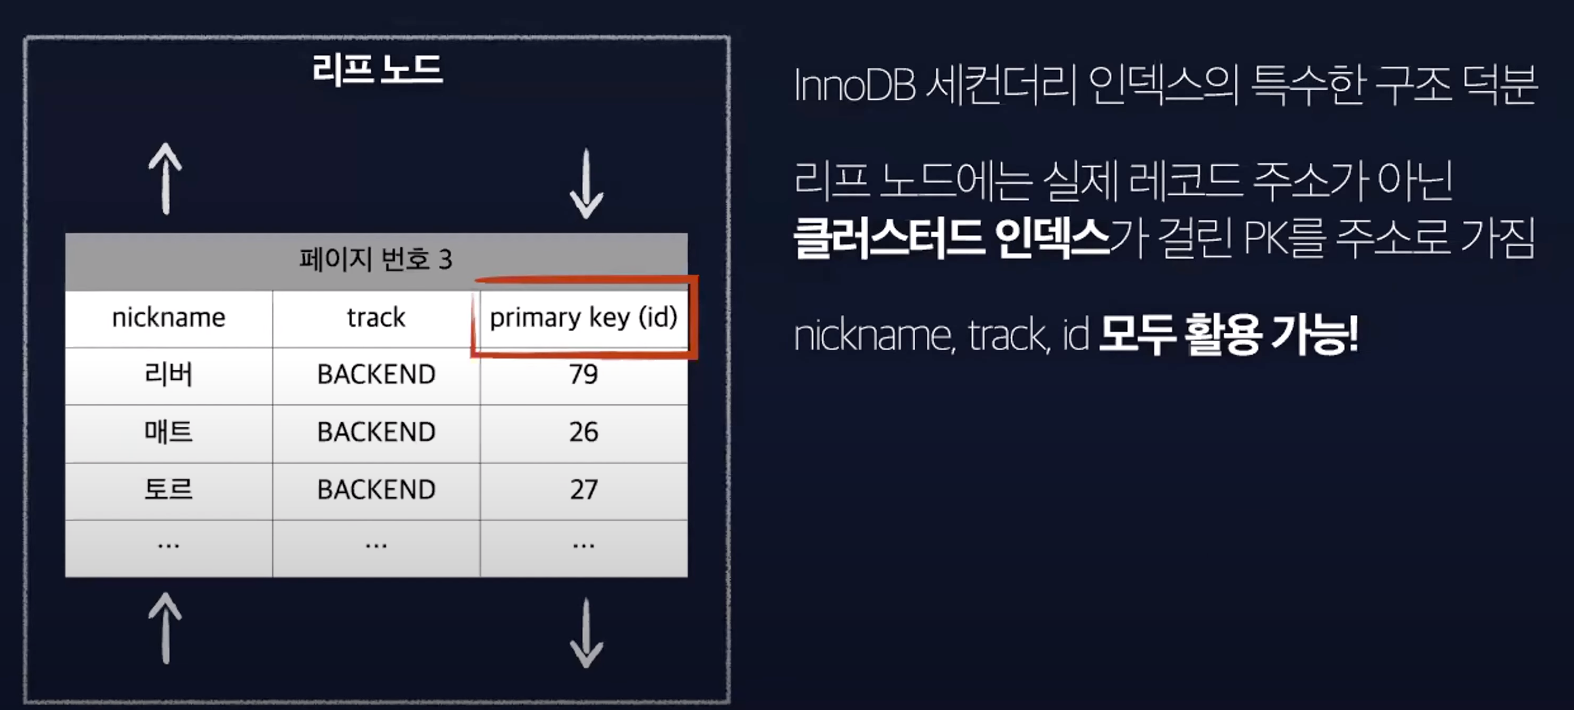 리프 노드
페이지 번호 3
nickname track primary key (id)
리버 BACKEND 79
매트 BACKEND 26
토르 BACKEND 27
... ... ...
InnoDB 세컨더리 인덱스의 특수한 구조 덕분
리프 노드에는 실제 레코드 주소가 아닌
클러스터드 인덱스가 걸린 PK를 주소로 가짐
nickname, track, id 모두 활용 가능!